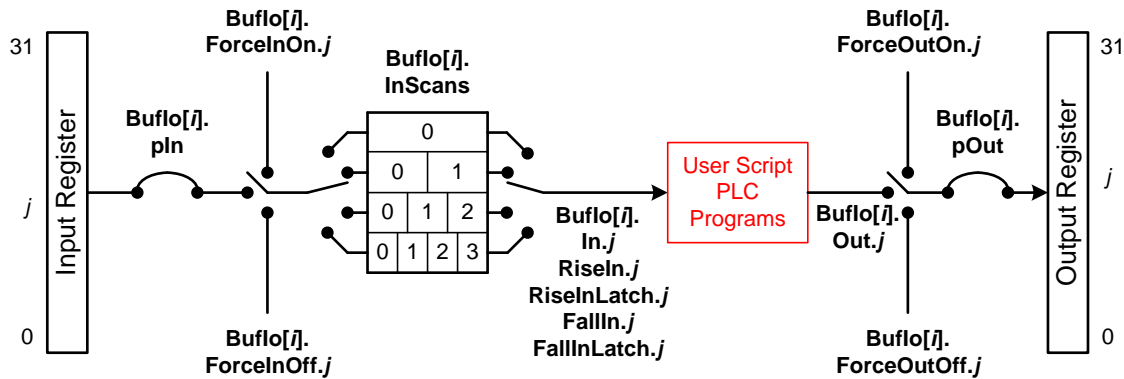 31
j
0
Input Register
BufIo[i].
pIn
BufIo[i].
ForceInOn.j
BufIo[i].
ForceInOff.j
BufIo[i].
InScans
0
0 1
0 1 2
0 1 2 3
BufIo[i].
In.j
RiseIn.j
RiseInLatch.j
FallIn.j
FallInLatch.j
User Script
PLC
Programs
BufIo[i].
Out.j
BufIo[i].
ForceOutOn.j
BufIo[i].
ForceOutOff.j
BufIo[i].
pOut
Output Register
31
j
0